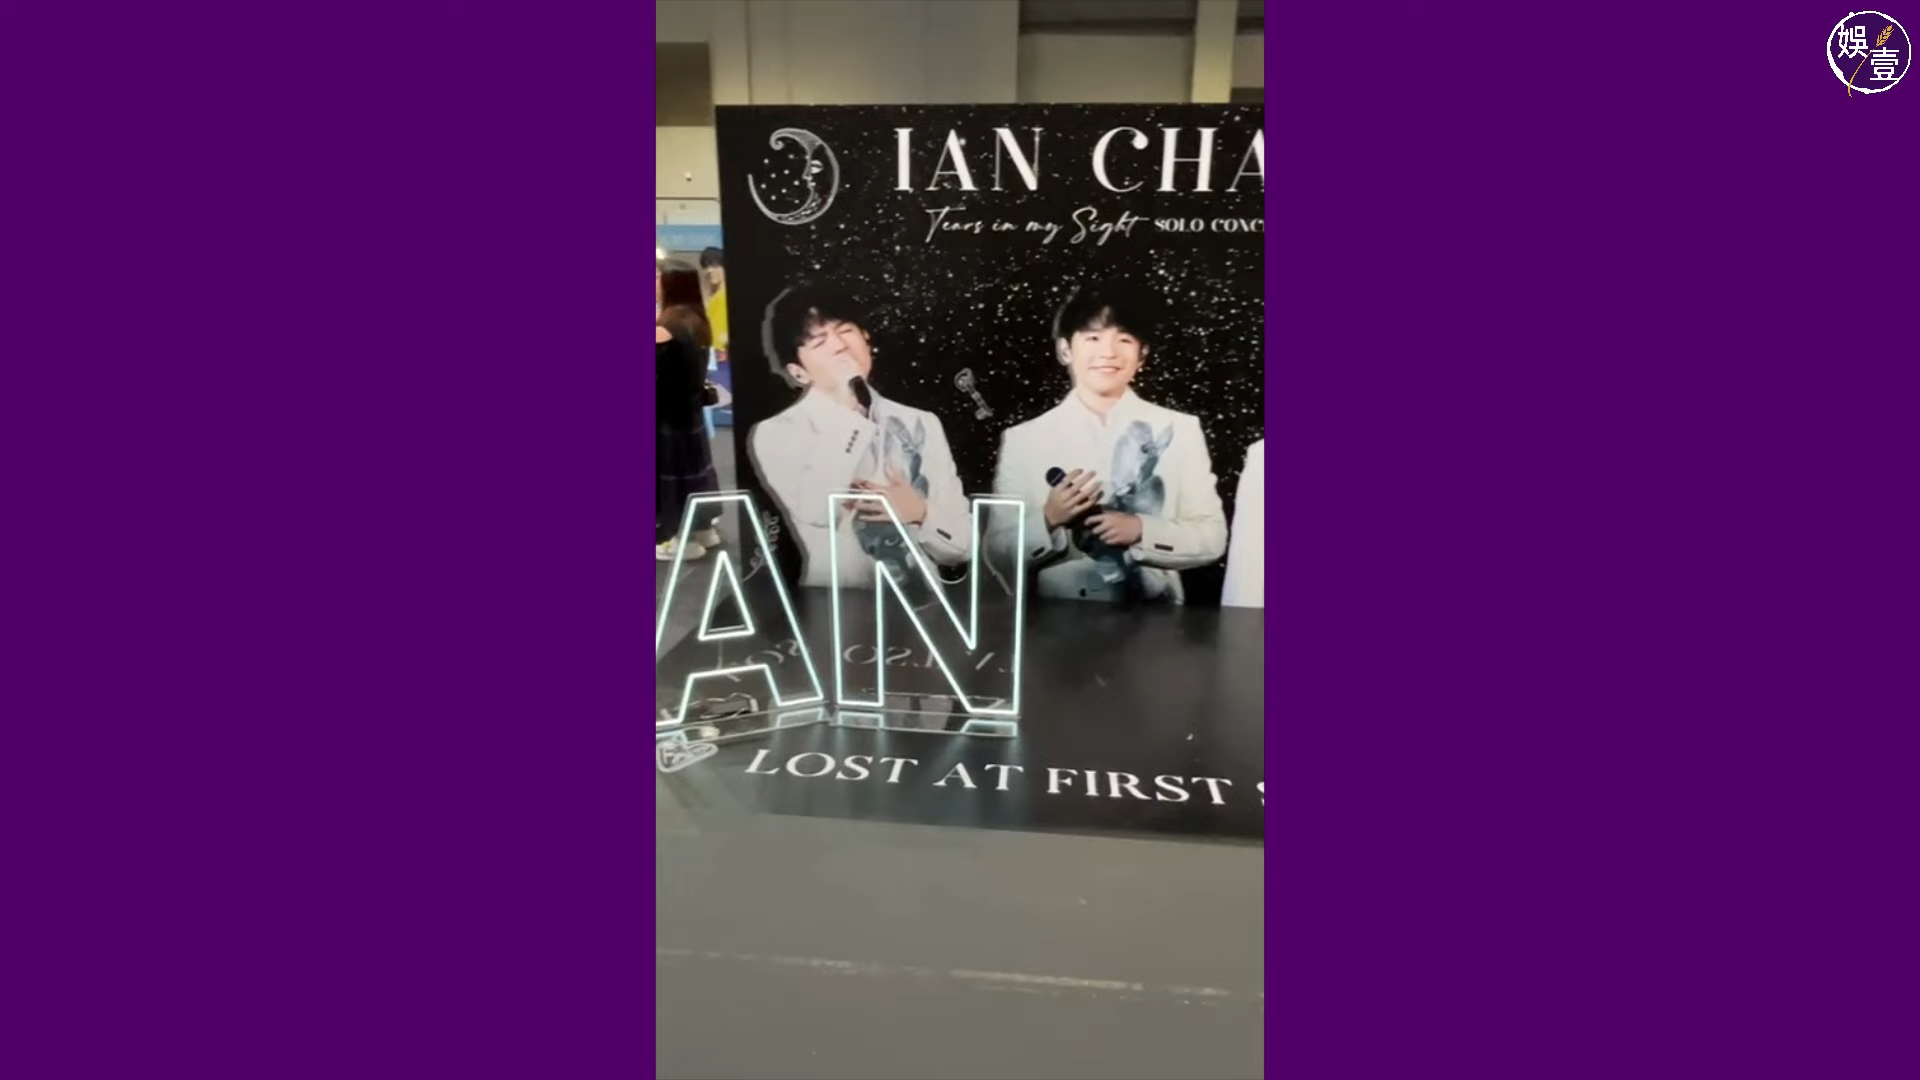 娛壹
IAN CHA
Tears in my Sight SOLO CONC
AN
LOST AT FIRST S